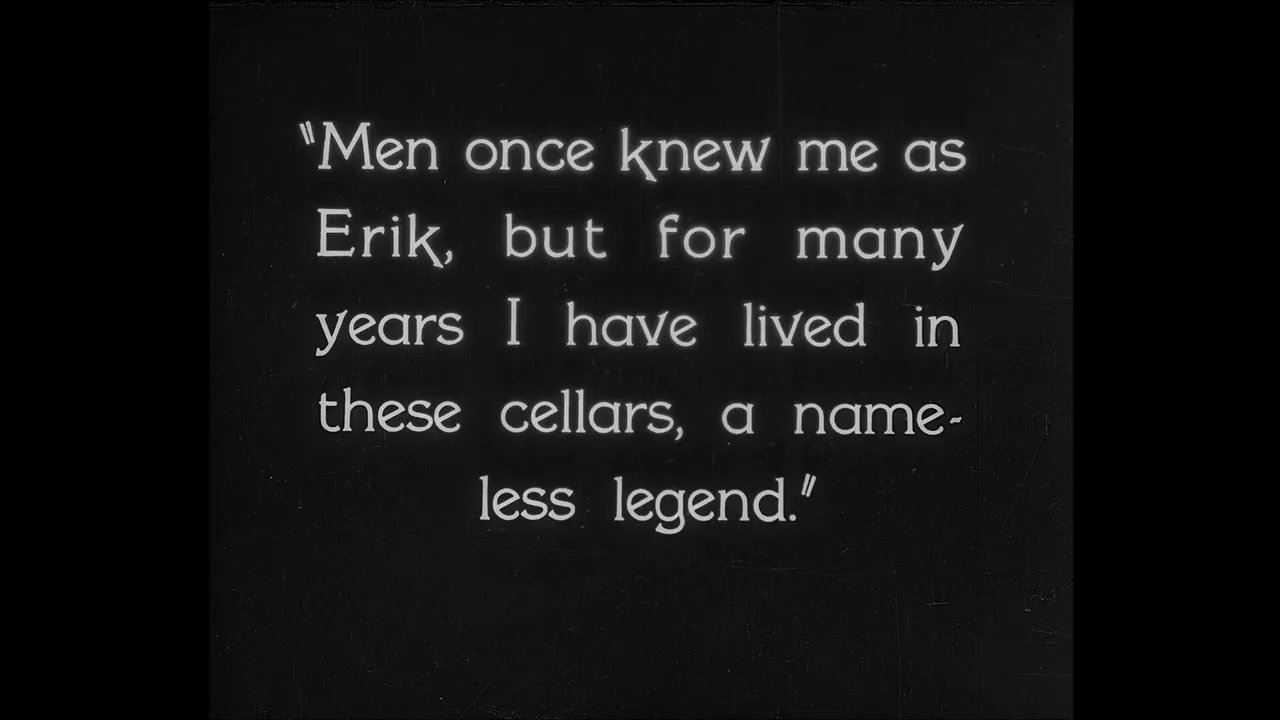 "Men once knew me as
Erik, but for many
years I have lived in
these cellars, a name-
less legend."